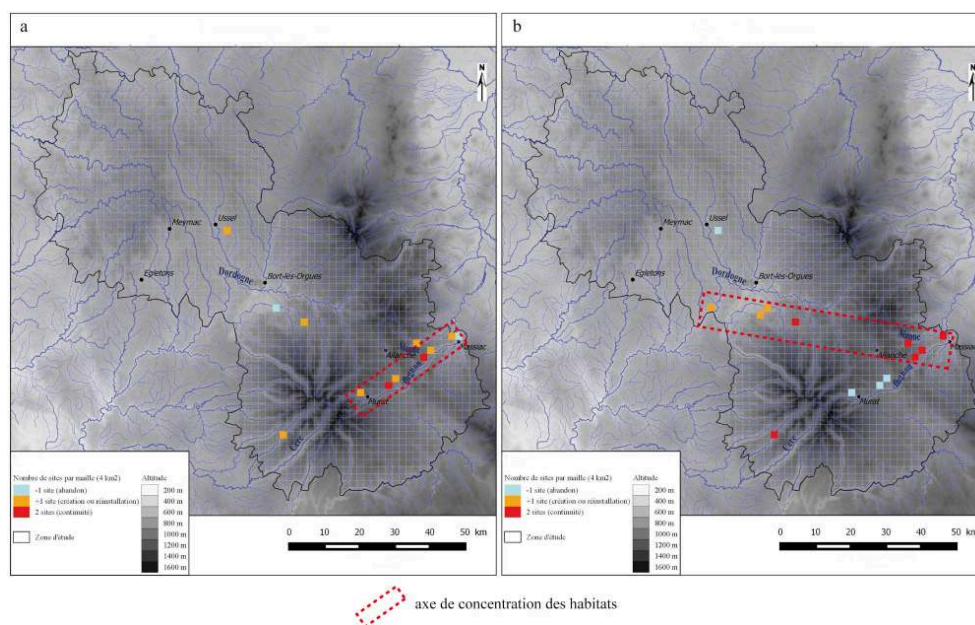 a
N
Meymac
Ussel
Egletons
Dordogne
Bort-les-Orgues
Allanche
Massiac
Murat
Cère
Nombre de sites par maille (4 km2)
-1 site (abandon)
+1 site (création ou réinstallation)
2 sites (continuité)
Zone d'étude
Altitude
200 m
400 m
600 m
800 m
1000 m
1200 m
1400 m
1600 m
0 10 20 30 40 50 km
b
N
Meymac
Ussel
Egletons
Dordogne
Bort-les-Orgues
Allanche
Massiac
Murat
Cère
Nombre de sites par maille (4 km2)
-1 site (abandon)
+1 site (création ou réinstallation)
2 sites (continuité)
Zone d'étude
Altitude
200 m
400 m
600 m
800 m
1000 m
1200 m
1400 m
1600 m
0 10 20 30 40 50 km
axe de concentration des habitats